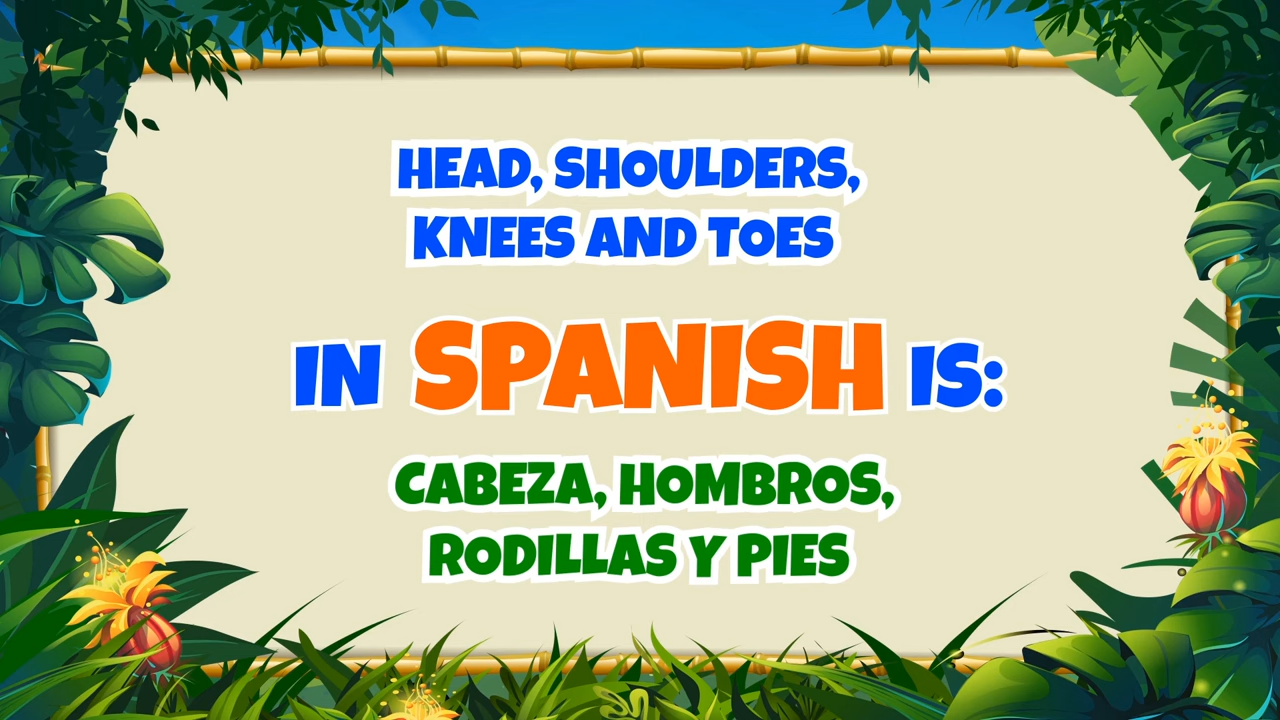 HEAD, SHOULDERS,
KNEES AND TOES
IN SPANISH IS:
CABEZA, HOMBROS,
RODILLAS Y PIES